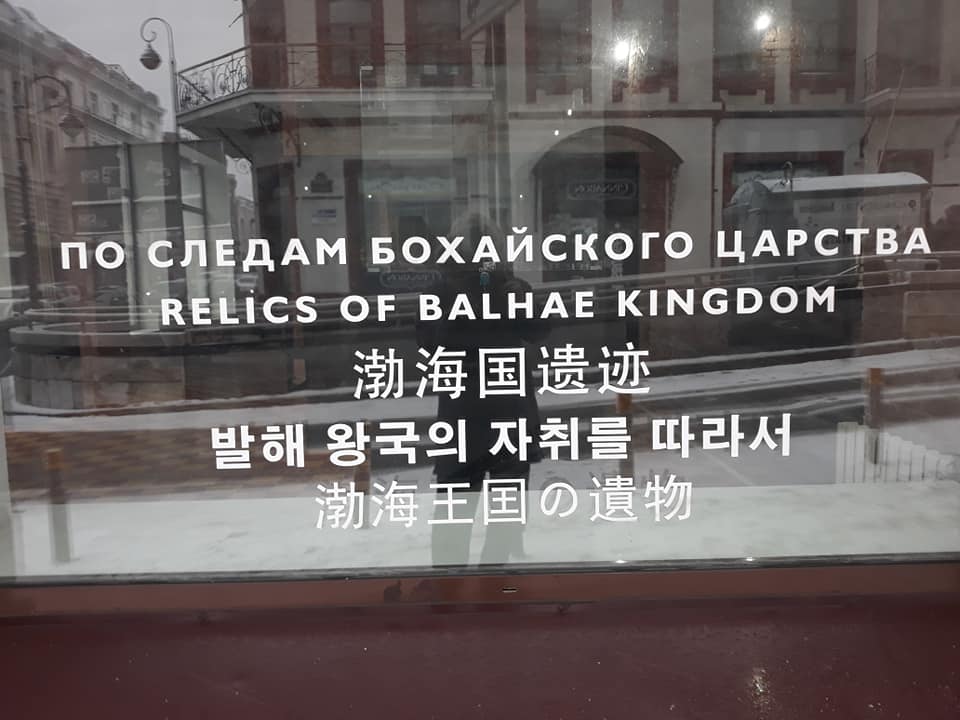 ПО СЛЕДАМ БОХАЙСКОГО ЦАРСТВА
RELICS OF BALHAE KINGDOM
渤海国遗迹
발해 왕국의 자취를 따라서
渤海王国の遺物
CINNABON